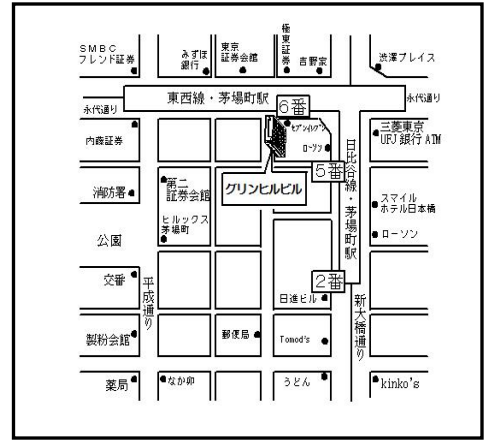 SMBC
フレンド証券
みずほ
銀行
東京
証券会館
極東証券
吉野家
渋澤プレイス
永代通り
東西線・茅場町駅
永代通り
6番
内藤証券
セブンイレブン
ローソン
三菱東京
UFJ銀行ATM
5番
日比谷線・茅場町駅
消防署
第二
証券会館
グリンヒルビル
スマイル
ホテル日本橋
ヒルックス
茅場町
ローソン
公園
交番
平成通り
2番
日進ビル
新大橋通り
製粉会館
郵便局
Tomod's
薬局
なか卯
うどん
kinko's